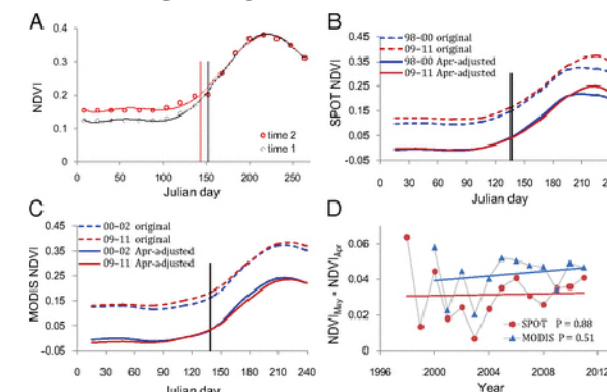 A
0.4
0.3
0.2
0.1
0
NDVI
0
50
100
150
200
250
Julian day
time 2
time 1
B
0.45
0.35
0.25
0.15
0.05
-0.05
SPOT NDVI
98-00 original
09-11 original
98-00 Apr-adjusted
09-11 Apr-adjusted
0
30
60
90
120
150
180
210
Julian day
C
0.45
0.35
0.25
0.15
0.05
-0.05
MODIS NDVI
00-02 original
09-11 original
00-02 Apr-adjusted
09-11 Apr-adjusted
0
30
60
90
120
150
180
210
240
Julian day
D
0.06
0.04
0.02
0
NDVIMay - NDVIApr
SPOT P = 0.88
MODIS P = 0.51
1996
2000
2004
2008
2012
Year